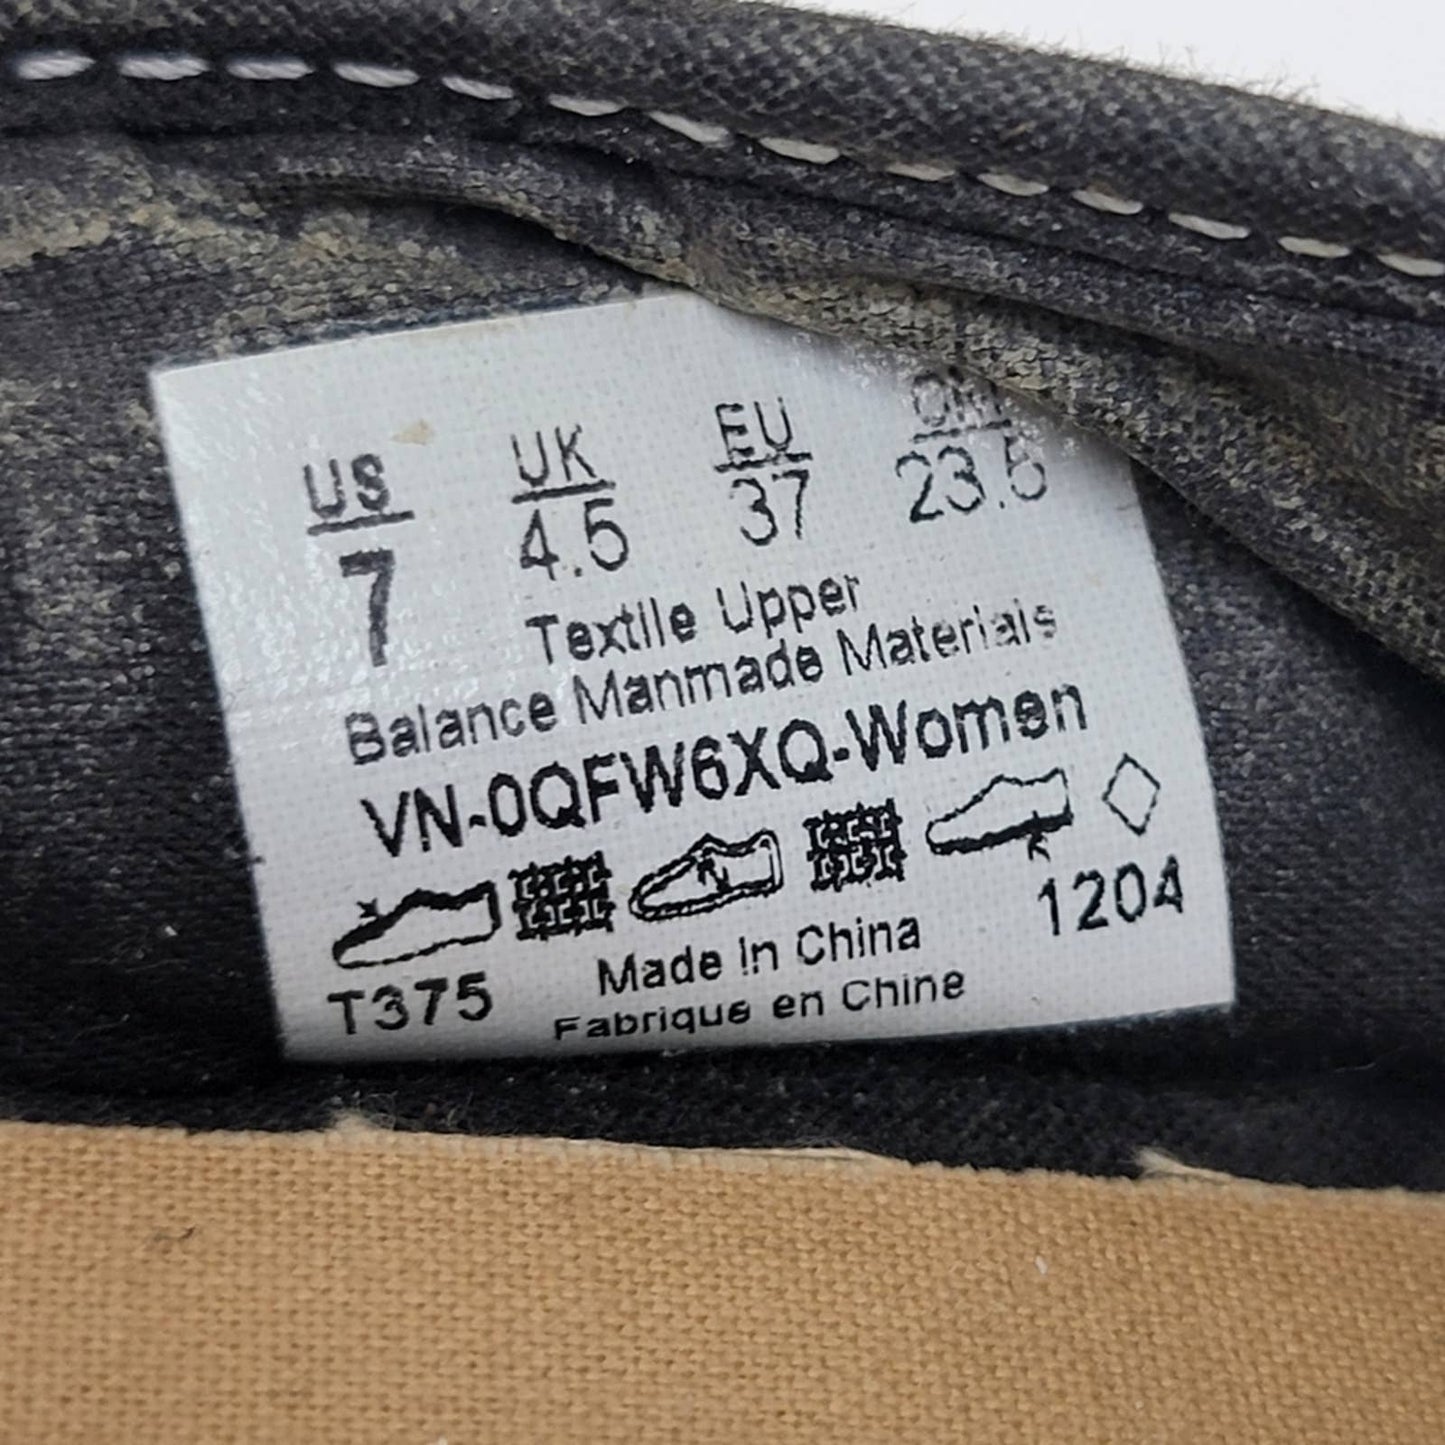 US UK EU CM
7 4.5 37 23.5
Textile Upper
Balance Manmade Materials
VN-0QFW6XQ-Women
1204
T375 Made In China
Fabrique en Chine